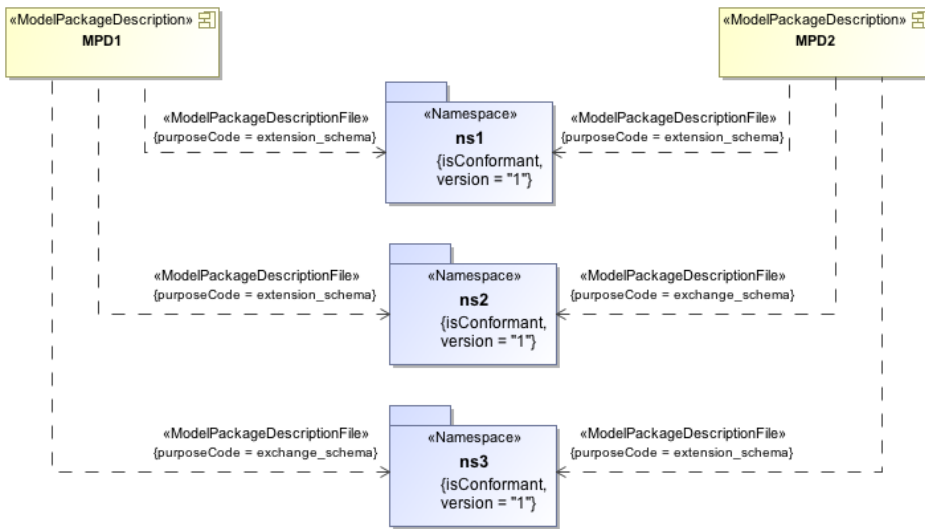 «ModelPackageDescription»
MPD1
«ModelPackageDescription»
MPD2
«ModelPackageDescriptionFile»
{purposeCode = extension_schema}
«Namespace»
ns1
{isConformant,
version = "1"}
«ModelPackageDescriptionFile»
{purposeCode = extension_schema}
«ModelPackageDescriptionFile»
{purposeCode = extension_schema}
«Namespace»
ns2
{isConformant,
version = "1"}
«ModelPackageDescriptionFile»
{purposeCode = exchange_schema}
«ModelPackageDescriptionFile»
{purposeCode = exchange_schema}
«Namespace»
ns3
{isConformant,
version = "1"}
«ModelPackageDescriptionFile»
{purposeCode = extension_schema}